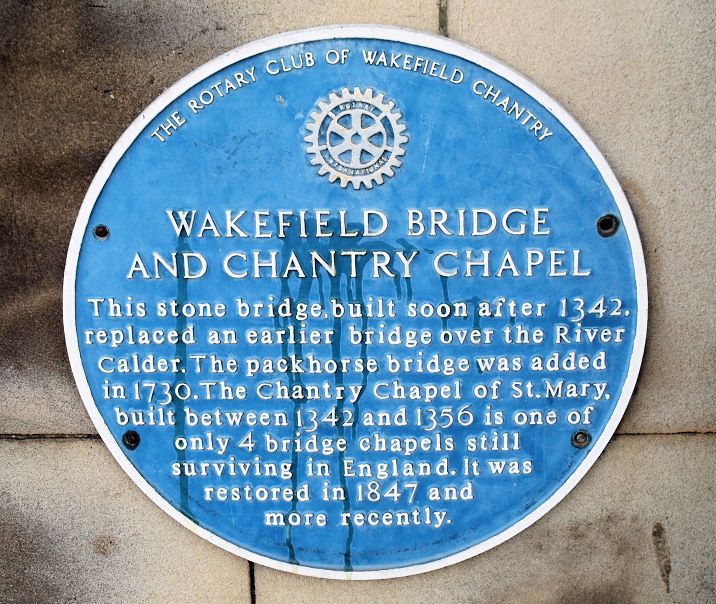 THE ROTARY CLUB OF WAKEFIELD CHANTRY
ROTARY
INTERNATIONAL
WAKEFIELD BRIDGE
AND CHANTRY CHAPEL
This stone bridge, built soon after 1342,
replaced an earlier bridge over the River
Calder. The packhorse bridge was added
in 1730. The Chantry Chapel of St. Mary,
built between 1342 and 1356 is one of
only 4 bridge chapels still
surviving in England. It was
restored in 1847 and
more recently.